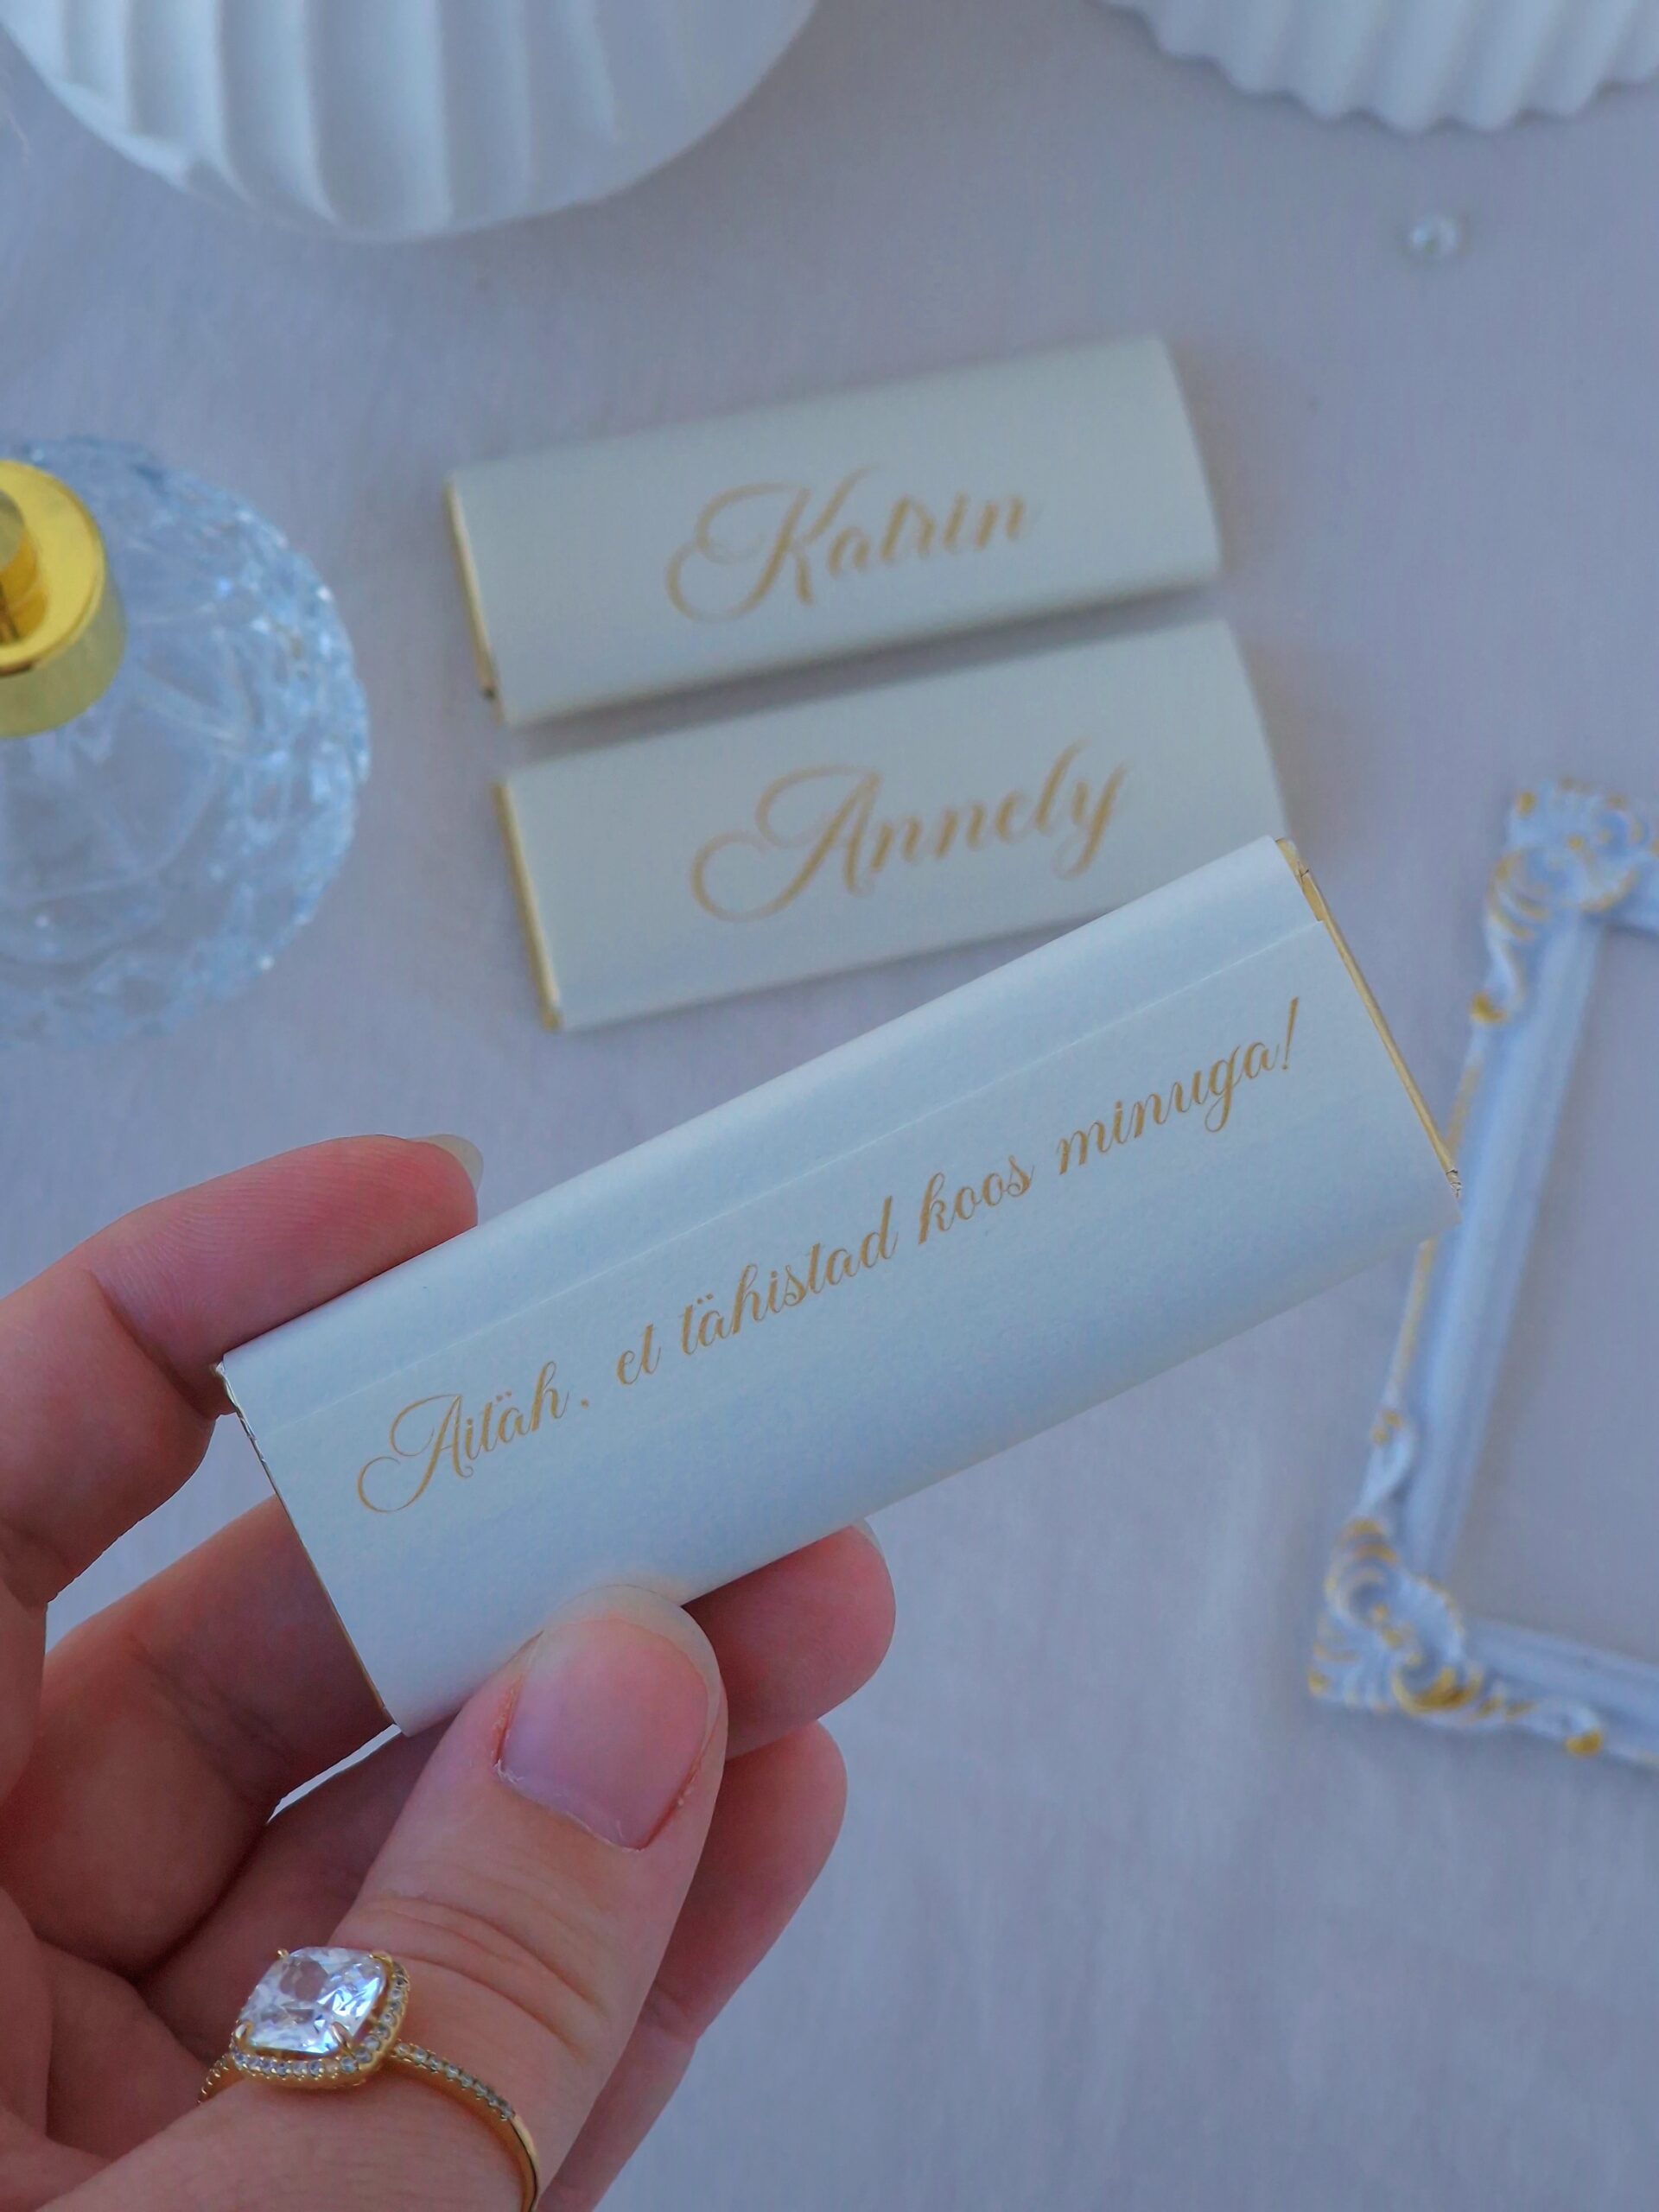 Katrin
Annely
Aitäh, et tähistad koos minuga!